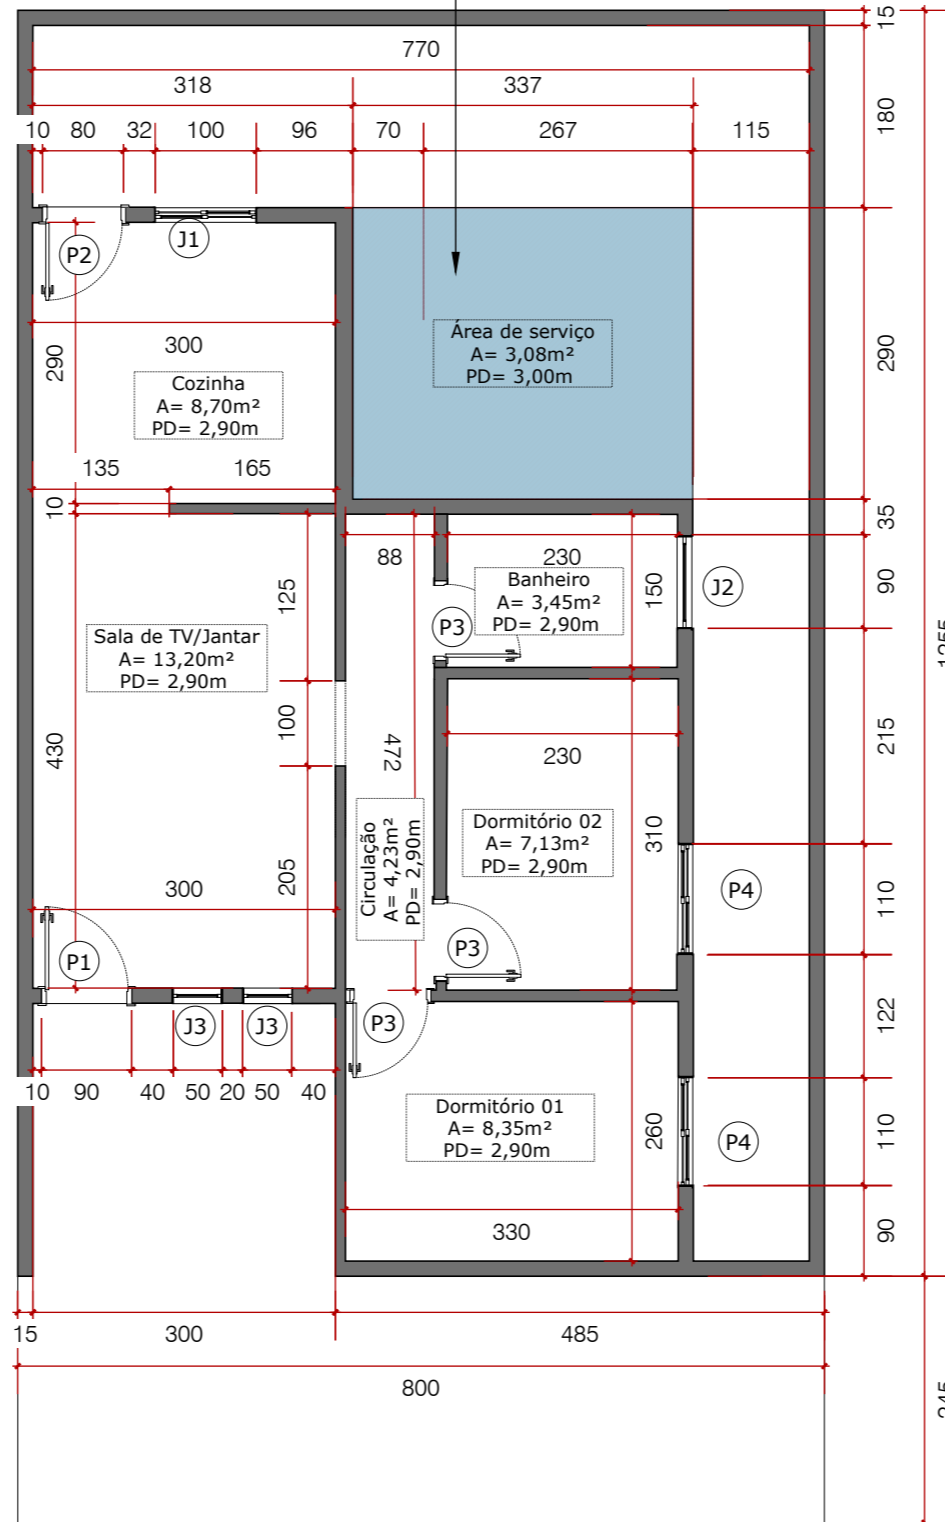 15
770
318
337
180
10
80
32
100
96
70
267
115
P2
J1
300
290
Cozinha
A= 8,70m²
PD= 2,90m
Área de serviço
A= 3,08m²
PD= 3,00m
290
135
165
10
35
88
230
125
150
90
J2
Banheiro
A= 3,45m²
PD= 2,90m
P3
Sala de TV/Jantar
A= 13,20m²
PD= 2,90m
100
430
472
230
215
Circulação
A= 4,23m²
PD= 2,90m
Dormitório 02
A= 7,13m²
PD= 2,90m
310
205
300
P4
110
P1
P3
J3
J3
P3
122
10
90
40
50
20
50
40
Dormitório 01
A= 8,35m²
PD= 2,90m
260
P4
110
330
90
15
300
485
800